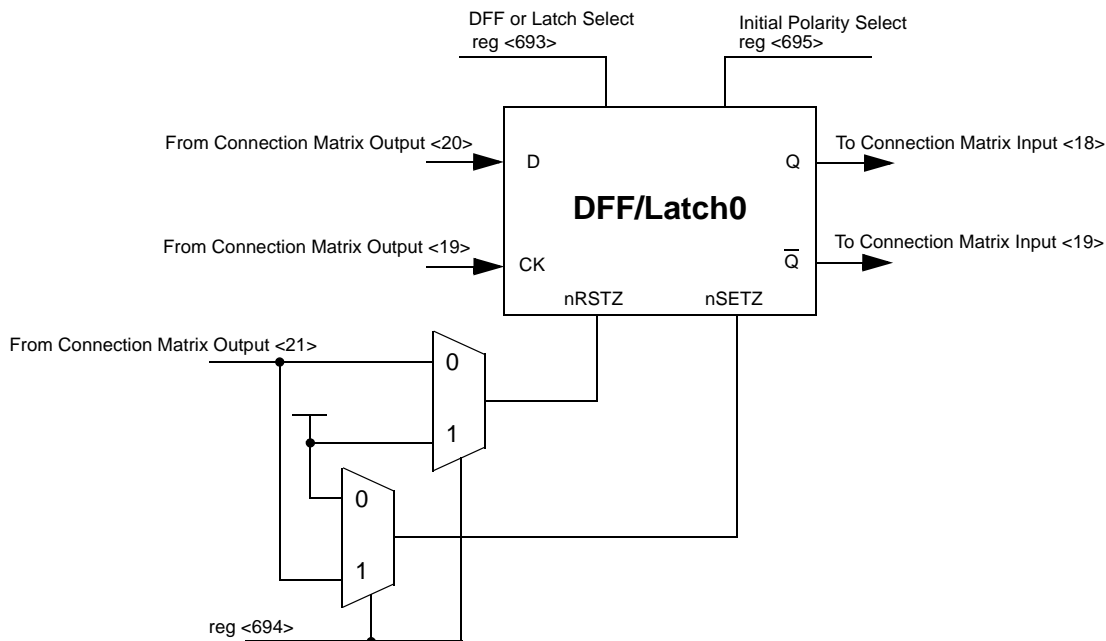 DFF or Latch Select
reg <693>
Initial Polarity Select
reg <695>
From Connection Matrix Output <20>
D
Q
To Connection Matrix Input <18>
DFF/Latch0
From Connection Matrix Output <19>
CK
Q
To Connection Matrix Input <19>
nRSTZ
nSETZ
From Connection Matrix Output <21>
0
1
0
1
reg <694>